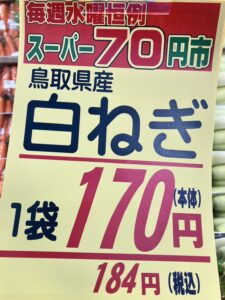 毎週水曜恒例
スーパー70円市
鳥取県産
白ねぎ
1袋170円(本体)
184円(税込)